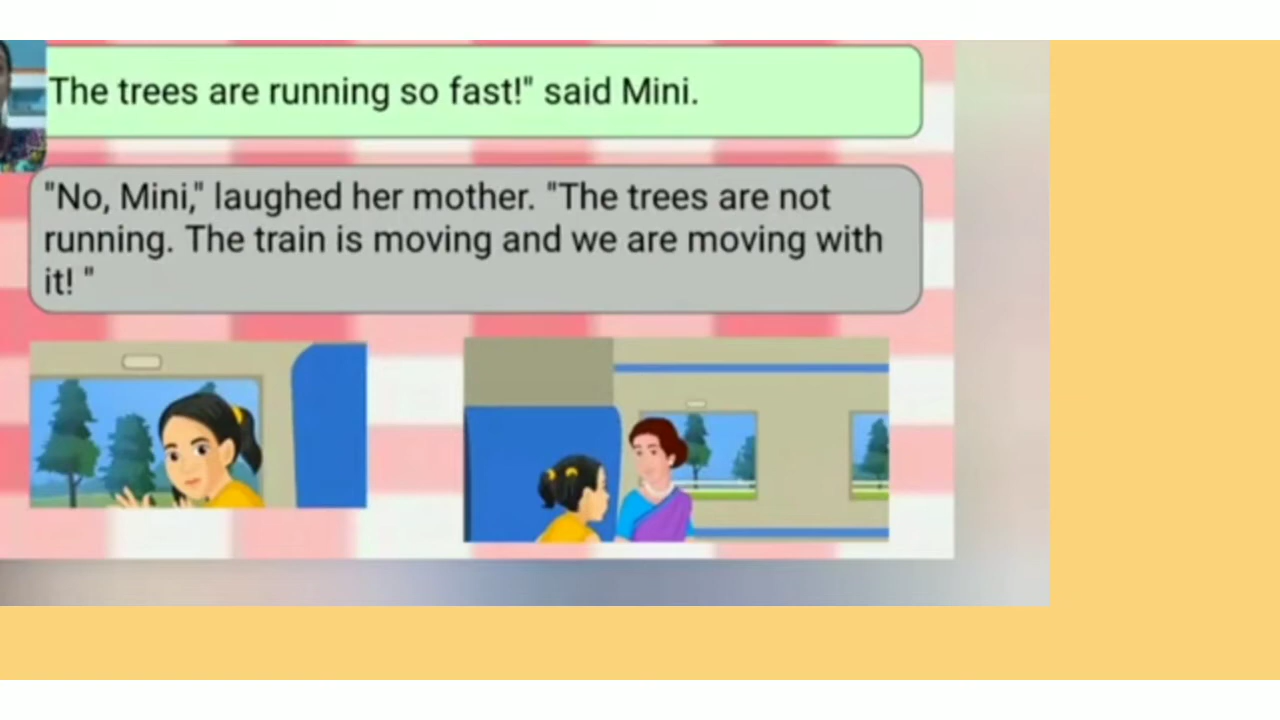 The trees are running so fast!" said Mini.
"No, Mini," laughed her mother. "The trees are not
running. The train is moving and we are moving with
it! "